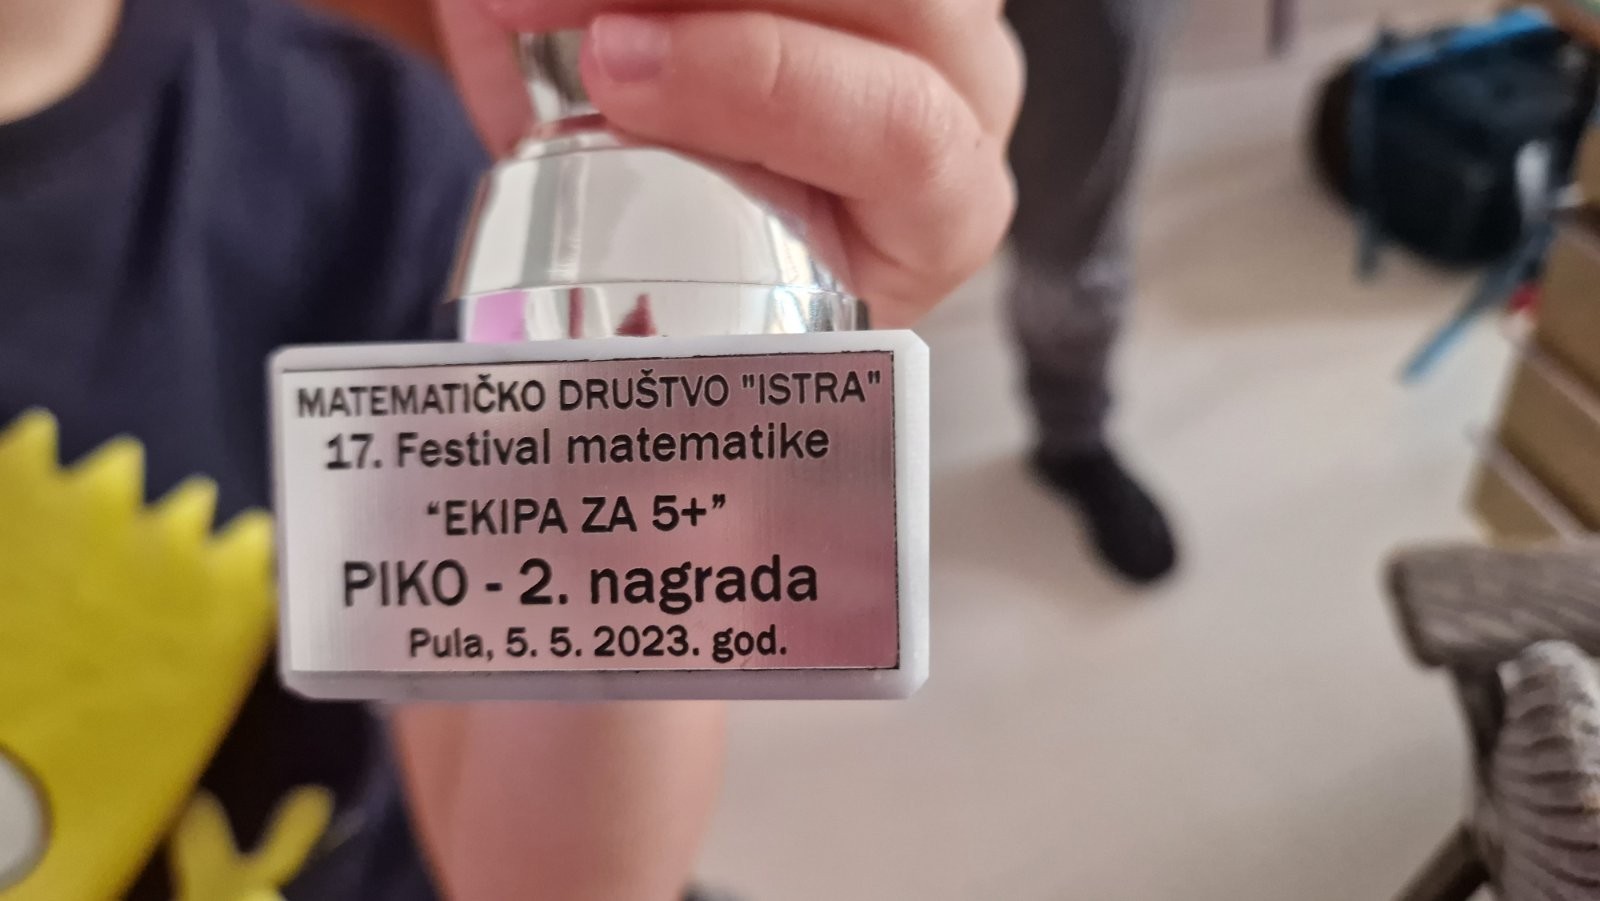 MATEMATIČKO DRUŠTVO "ISTRA"
17. Festival matematike
“EKIPA ZA 5+”
PIKO - 2. nagrada
Pula, 5. 5. 2023. god.